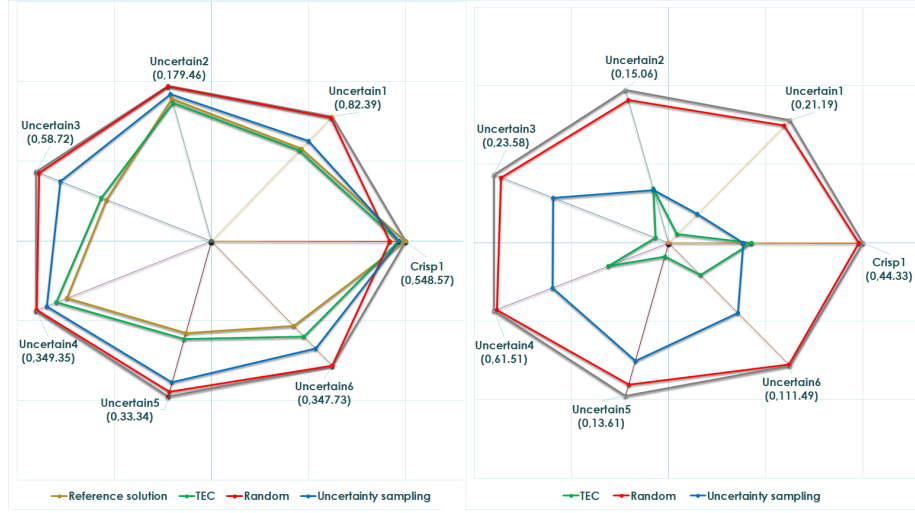 Uncertain2
(0,179.46)
Uncertain1
(0,82.39)
Uncertain3
(0,58.72)
Crisp1
(0,548.57)
Uncertain4
(0,349.35)
Uncertain5
(0,33.34)
Uncertain6
(0,347.73)
Reference solution TEC Random Uncertainty sampling
Uncertain2
(0,15.06)
Uncertain1
(0,21.19)
Uncertain3
(0,23.58)
Crisp1
(0,44.33)
Uncertain4
(0,61.51)
Uncertain5
(0,13.61)
Uncertain6
(0,111.49)
TEC Random Uncertainty sampling